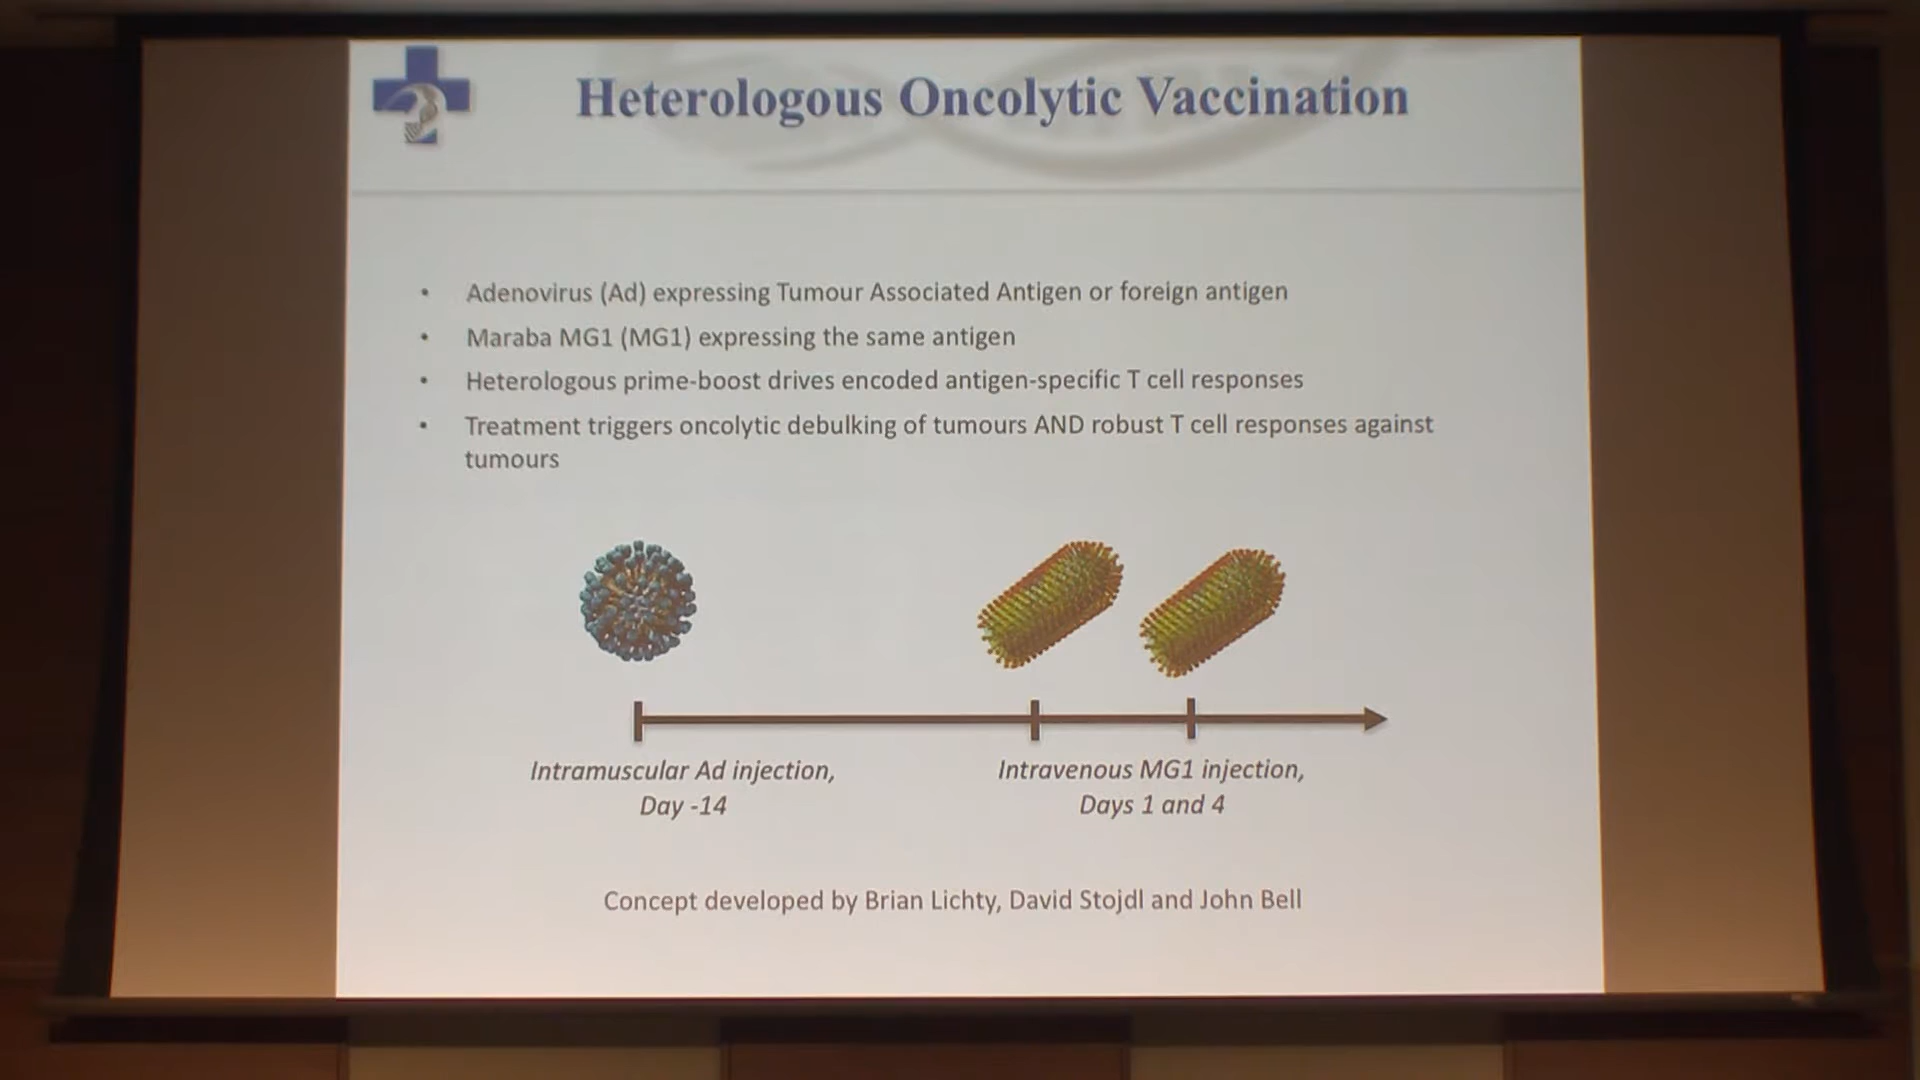 Heterologous Oncolytic Vaccination
• Adenovirus (Ad) expressing Tumour Associated Antigen or foreign antigen
• Maraba MG1 (MG1) expressing the same antigen
• Heterologous prime-boost drives encoded antigen-specific T cell responses
• Treatment triggers oncolytic debulking of tumours AND robust T cell responses against
tumours
Intramuscular Ad injection,
Day -14
Intravenous MG1 injection,
Days 1 and 4
Concept developed by Brian Lichty, David Stojdl and John Bell